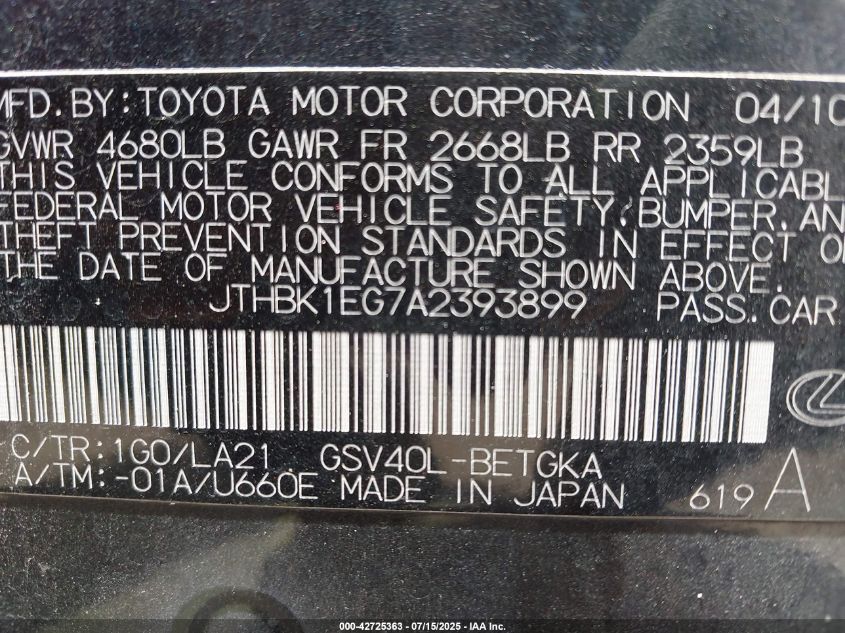 MFD. BY: TOYOTA MOTOR CORPORATION 04/10
GVWR 4680LB GAWR FR 2668LB RR 2359LB
THIS VEHICLE CONFORMS TO ALL APPLICABL
FEDERAL MOTOR VEHICLE SAFETY, BUMPER, AN
THEFT PREVENTION STANDARDS IN EFFECT O
THE DATE OF MANUFACTURE SHOWN ABOVE.
JTHBK1EG7A2393899 PASS. CAR
C/TR: 1G0/LA21 GSV40L-BETGKA
A/TM: -01A/U660E MADE IN JAPAN 619 A
000-42725363 - 07/15/2025 - IAA Inc.